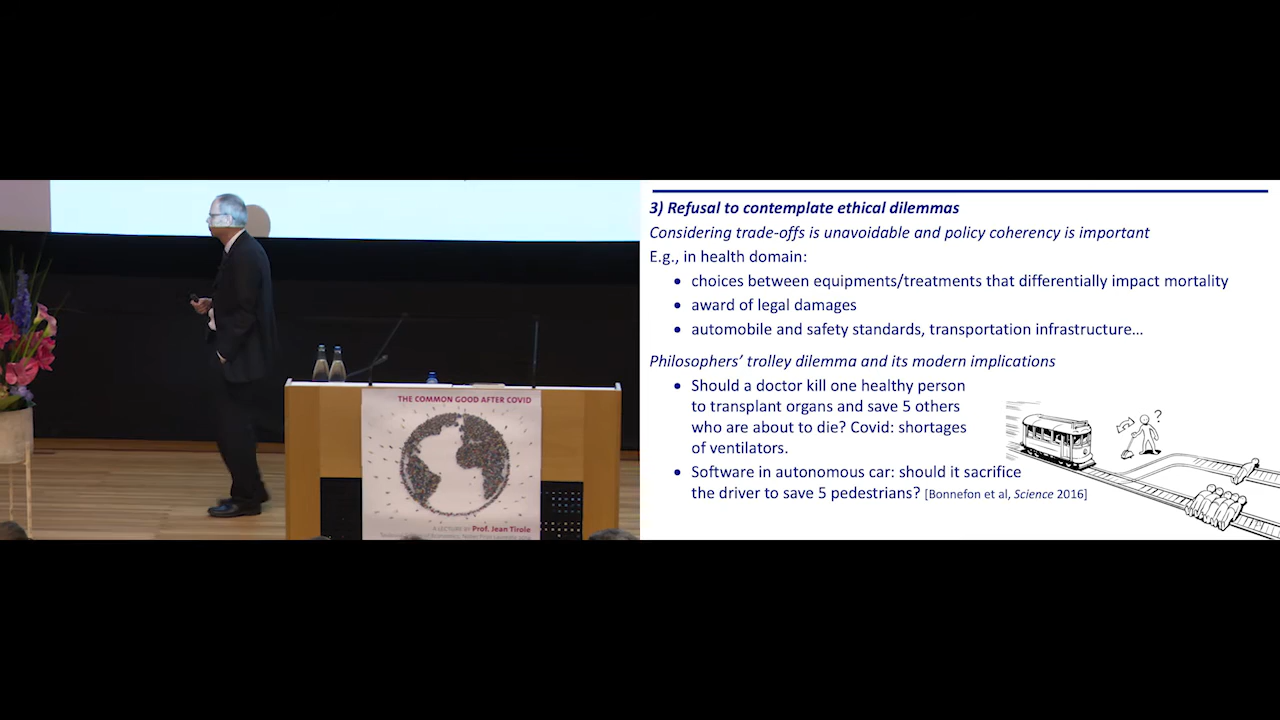 THE COMMON GOOD AFTER COVID
A LECTURE BY Prof. Jean Tirole
3) Refusal to contemplate ethical dilemmas
Considering trade-offs is unavoidable and policy coherency is important
E.g., in health domain:
• choices between equipments/treatments that differentially impact mortality
• award of legal damages
• automobile and safety standards, transportation infrastructure…
Philosophers’ trolley dilemma and its modern implications
• Should a doctor kill one healthy person
to transplant organs and save 5 others
who are about to die? Covid: shortages
of ventilators.
• Software in autonomous car: should it sacrifice
the driver to save 5 pedestrians? [Bonnefon et al, Science 2016]
?